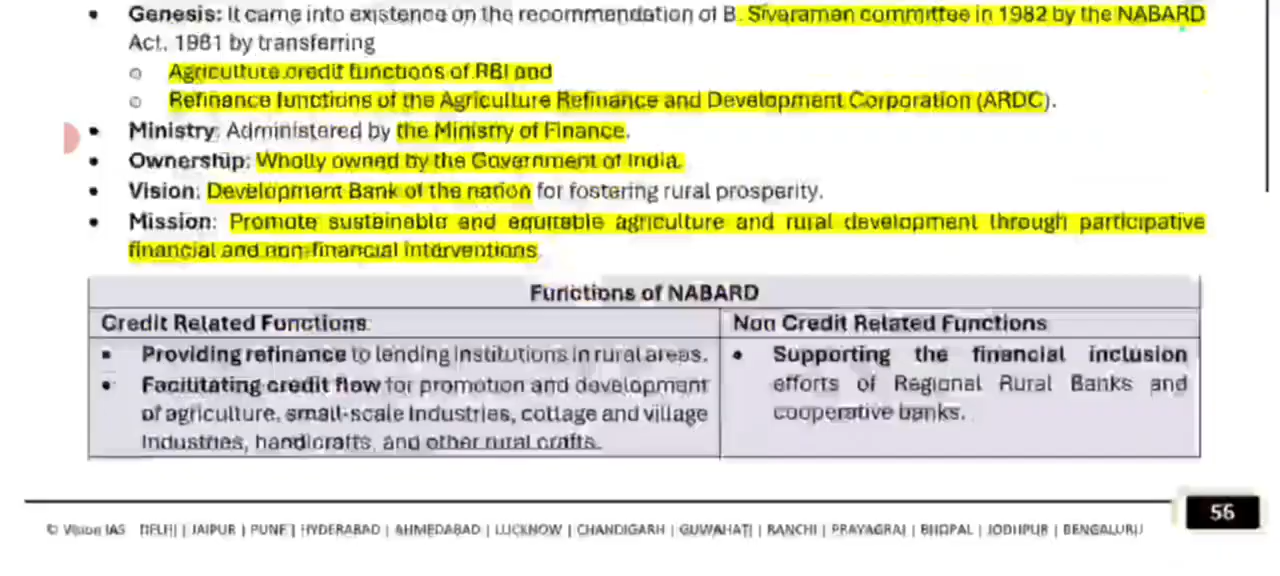 • Genesis: It came into existence on the recommendation of B. Sivaraman committee in 1982 by the NABARD
Act, 1981 by transferring
o Agriculture credit functions of RBI and
o Refinance functions of the Agriculture Refinance and Development Corporation (ARDC).
• Ministry: Administered by the Ministry of Finance.
• Ownership: Wholly owned by the Government of India.
• Vision: Development Bank of the nation for fostering rural prosperity.
• Mission: Promote sustainable and equitable agriculture and rural development through participative
financial and non-financial interventions.
Functions of NABARD
Credit Related Functions
• Providing refinance to lending institutions in rural areas.
• Facilitating credit flow for promotion and development
of agriculture, small-scale industries, cottage and village
industries, handicrafts, and other rural crafts.
Non Credit Related Functions
• Supporting the financial inclusion
efforts of Regional Rural Banks and
cooperative banks.
56
© Vision IAS DELHI | JAIPUR | PUNE | HYDERABAD | AHMEDABAD | LUCKNOW | CHANDIGARH | GUWAHATI | RANCHI | PRAYAGRAJ | BHOPAL | JODHPUR | BENGALURU